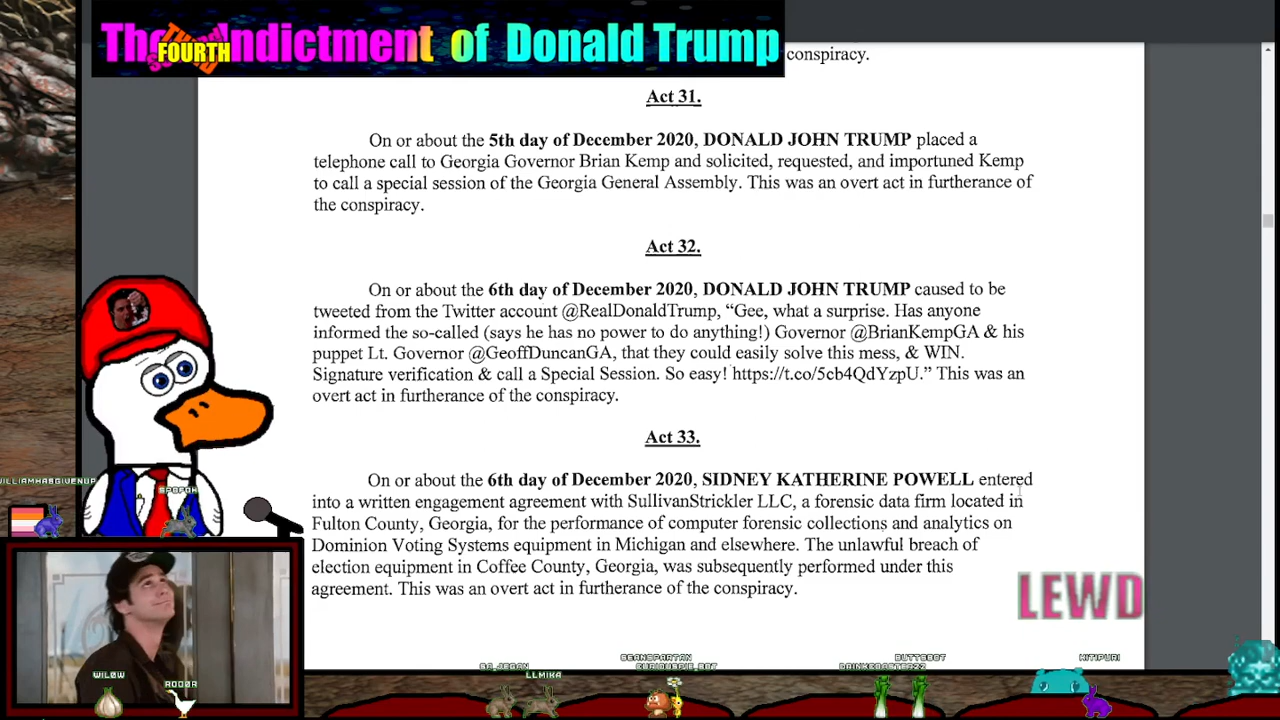 The Indictment of Donald Trump
FOURTH
conspiracy.
Act 31.
On or about the 5th day of December 2020, DONALD JOHN TRUMP placed a
telephone call to Georgia Governor Brian Kemp and solicited, requested, and importuned Kemp
to call a special session of the Georgia General Assembly. This was an overt act in furtherance of
the conspiracy.
Act 32.
On or about the 6th day of December 2020, DONALD JOHN TRUMP caused to be
tweeted from the Twitter account @RealDonaldTrump, “Gee, what a surprise. Has anyone
informed the so-called (says he has no power to do anything!) Governor @BrianKempGA & his
puppet Lt. Governor @GeoffDuncanGA, that they could easily solve this mess, & WIN.
Signature verification & call a Special Session. So easy! https://t.co/5cb4QdYzpU.” This was an
overt act in furtherance of the conspiracy.
Act 33.
On or about the 6th day of December 2020, SIDNEY KATHERINE POWELL entered
into a written engagement agreement with SullivanStrickler LLC, a forensic data firm located in
Fulton County, Georgia, for the performance of computer forensic collections and analytics on
Dominion Voting Systems equipment in Michigan and elsewhere. The unlawful breach of
election equipment in Coffee County, Georgia, was subsequently performed under this
agreement. This was an overt act in furtherance of the conspiracy.
LEWD
WILLIAMHASGIVENUP
SPOFOH
WILOW
RODOR
SA_JEGAN
LLMIKA
BEANSPARTAN
CURIOUSPIE_BOT
BUTTSBOT
KITIPURI